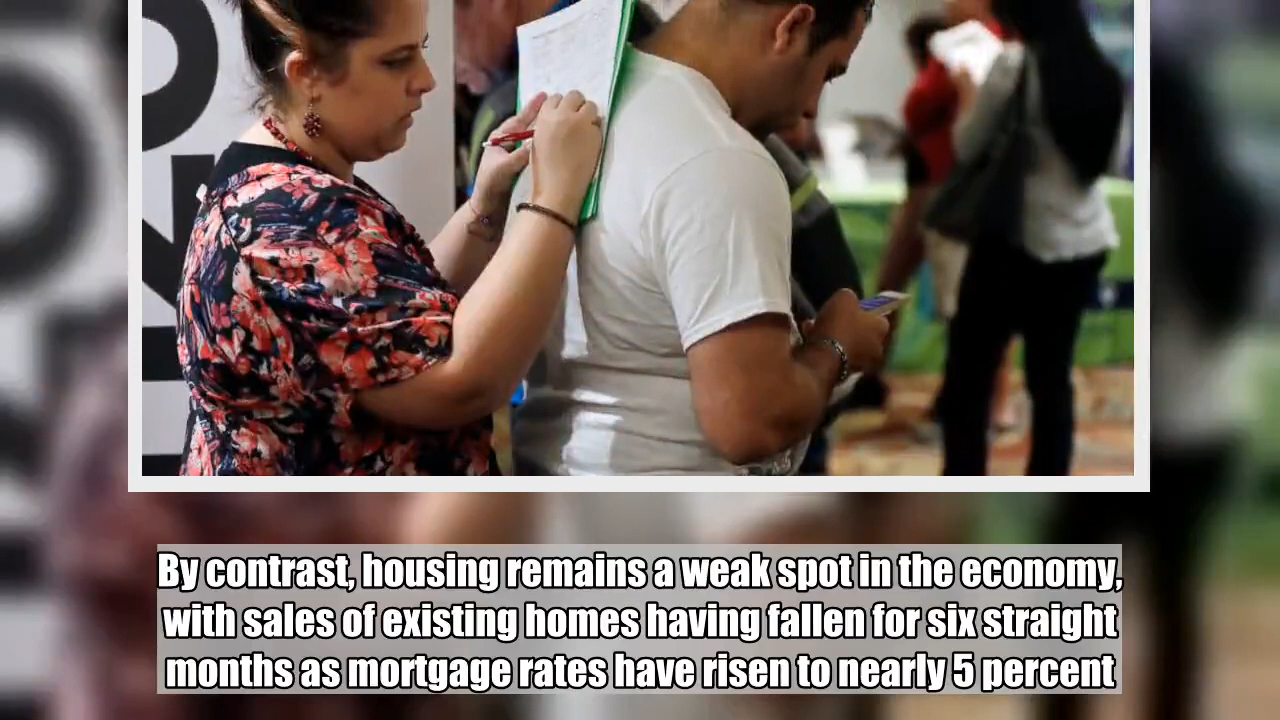 By contrast, housing remains a weak spot in the economy,
with sales of existing homes having fallen for six straight
months as mortgage rates have risen to nearly 5 percent